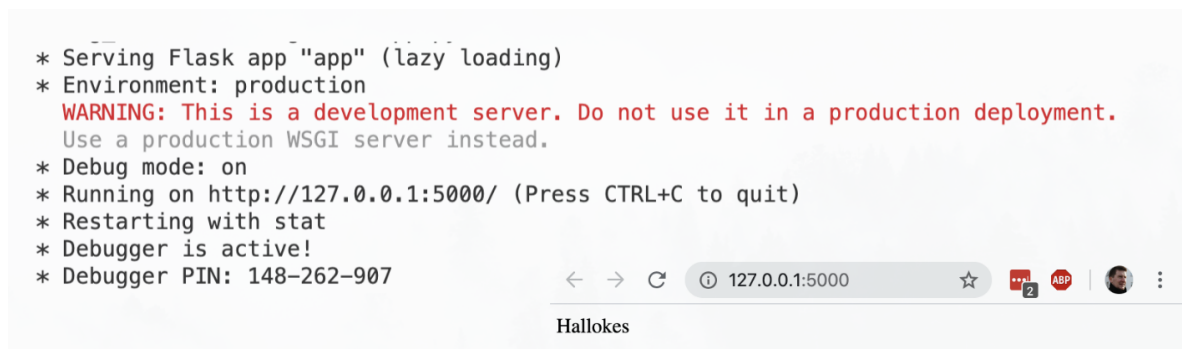 * Serving Flask app "app" (lazy loading)
* Environment: production
WARNING: This is a development server. Do not use it in a production deployment.
Use a production WSGI server instead.
* Debug mode: on
* Running on http://127.0.0.1:5000/ (Press CTRL+C to quit)
* Restarting with stat
* Debugger is active!
* Debugger PIN: 148-262-907
127.0.0.1:5000
2
ABP
Hallokes